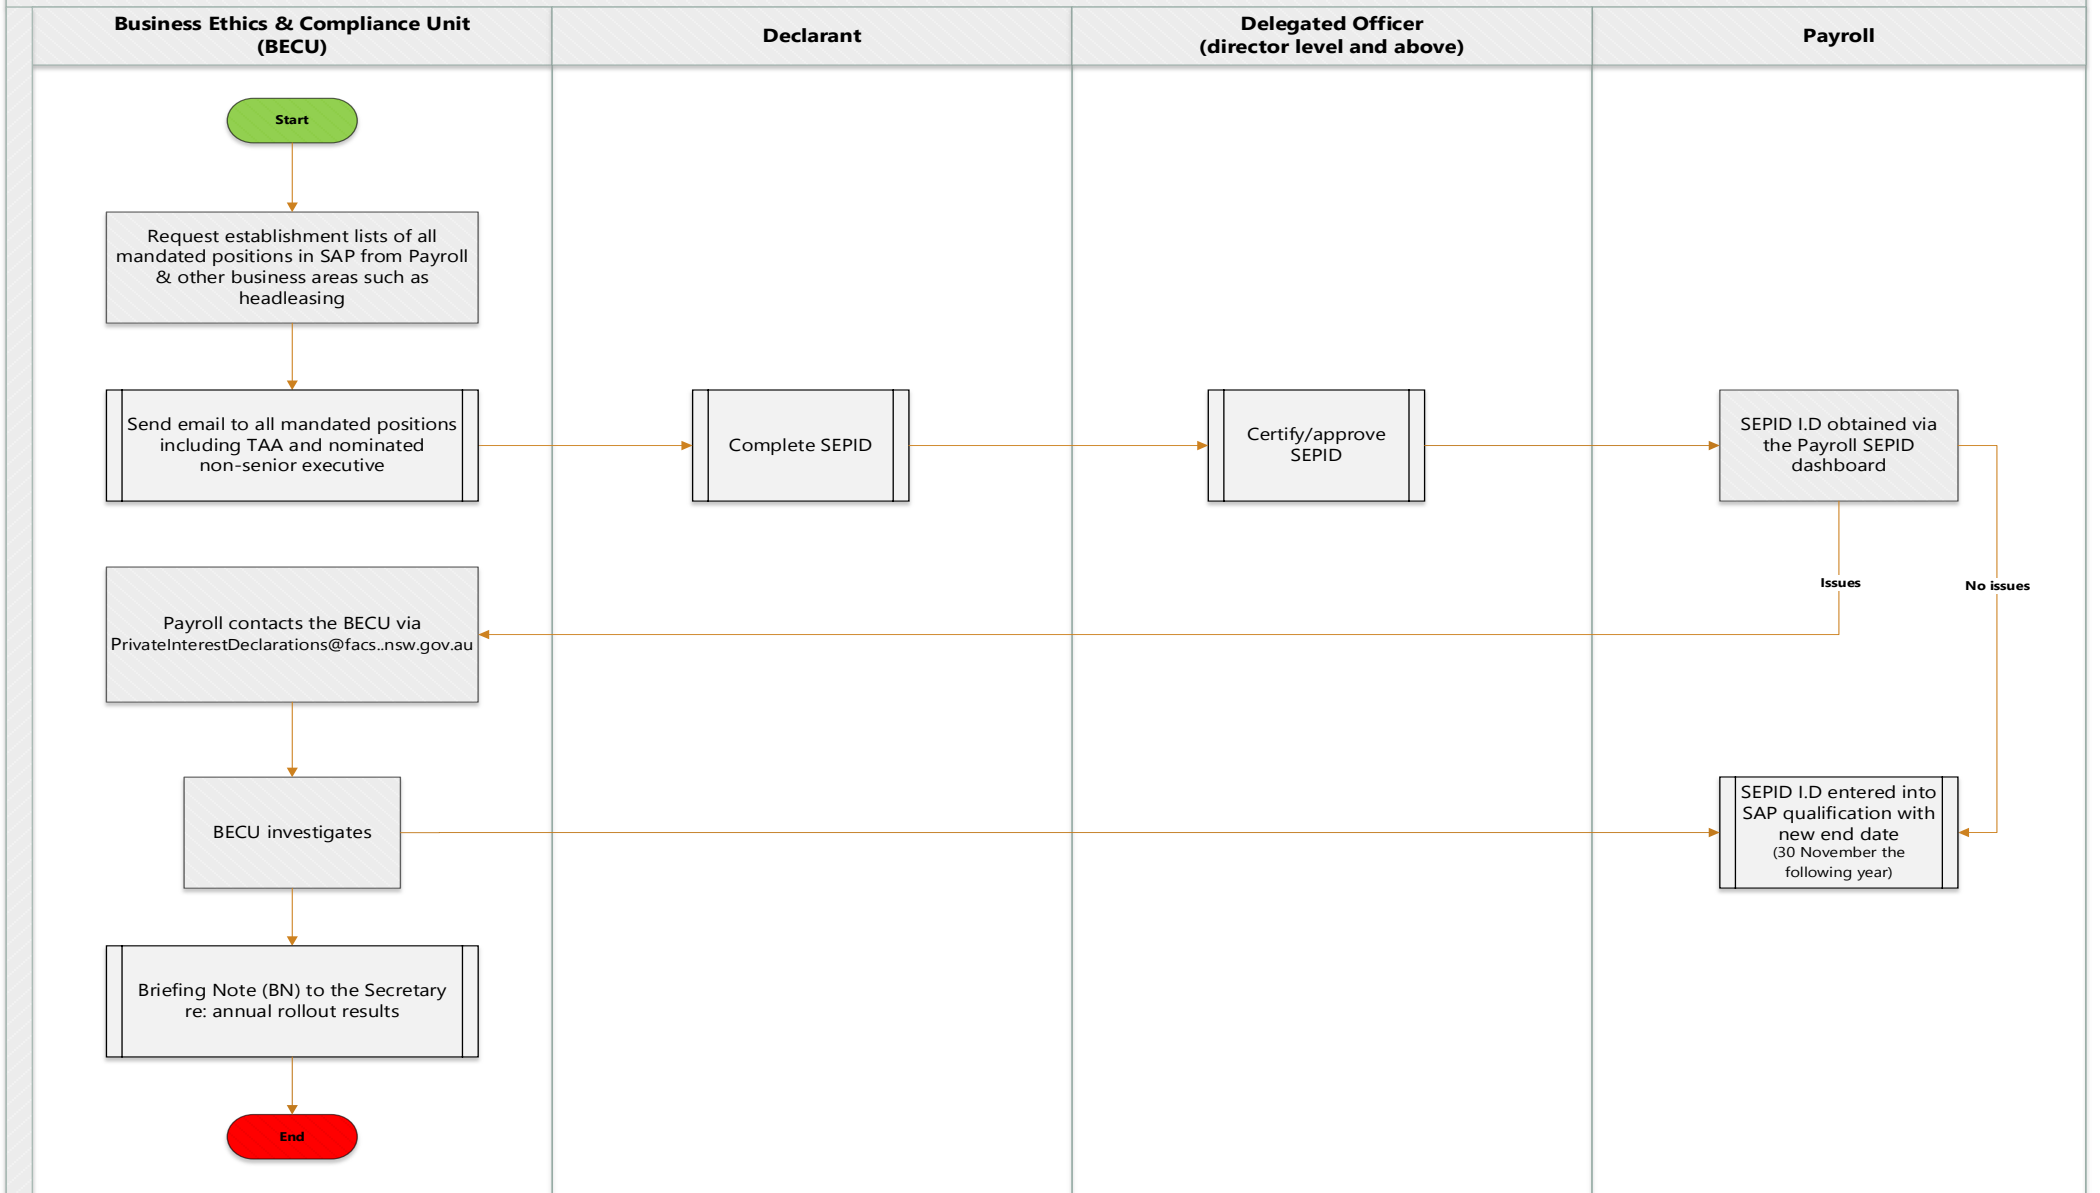 Business Ethics & Compliance Unit
(BECU)
Declarant
Delegated Officer
(director level and above)
Payroll
Start
Request establishment lists of all
mandated positions in SAP from Payroll
& other business areas such as
headleasing
Send email to all mandated positions
including TAA and nominated
non-senior executive
Complete SEPID
Certify/approve
SEPID
SEPID I.D obtained via
the Payroll SEPID
dashboard
Issues
No issues
Payroll contacts the BECU via
PrivateInterestDeclarations@facs..nsw.gov.au
BECU investigates
SEPID I.D entered into
SAP qualification with
new end date
(30 November the
following year)
Briefing Note (BN) to the Secretary
re: annual rollout results
End